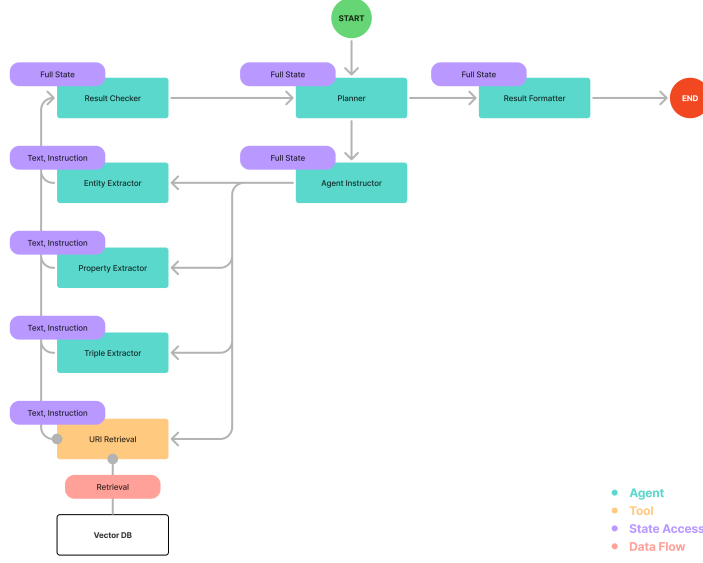 START
Full State
Full State
Full State
Result Checker
Planner
Result Formatter
END
Text, Instruction
Full State
Entity Extractor
Agent Instructor
Text, Instruction
Property Extractor
Text, Instruction
Triple Extractor
Text, Instruction
URI Retrieval
Retrieval
Vector DB
Agent
Tool
State Access
Data Flow